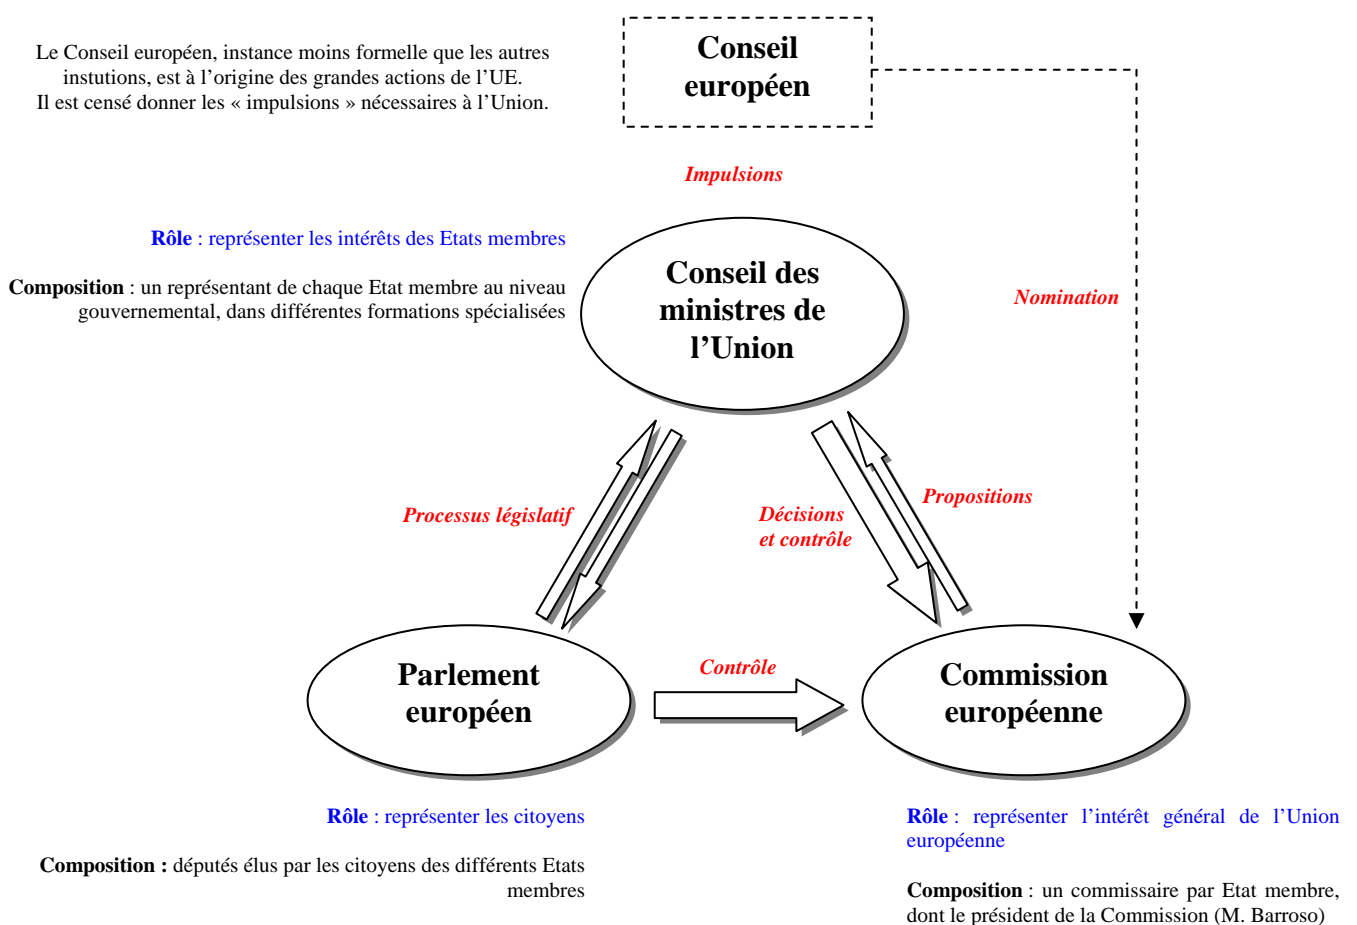 Le Conseil européen, instance moins formelle que les autres
instutions, est à l’origine des grandes actions de l’UE.
Il est censé donner les « impulsions » nécessaires à l’Union.
Conseil
européen
Impulsions
Rôle : représenter les intérêts des Etats membres
Composition : un représentant de chaque Etat membre au niveau
gouvernemental, dans différentes formations spécialisées
Conseil des
ministres de
l’Union
Nomination
Processus législatif
Décisions
et contrôle
Propositions
Parlement
européen
Contrôle
Commission
européenne
Rôle : représenter les citoyens
Composition : députés élus par les citoyens des différents Etats
membres
Rôle : représenter l’intérêt général de l’Union
européenne
Composition : un commissaire par Etat membre,
dont le président de la Commission (M. Barroso)